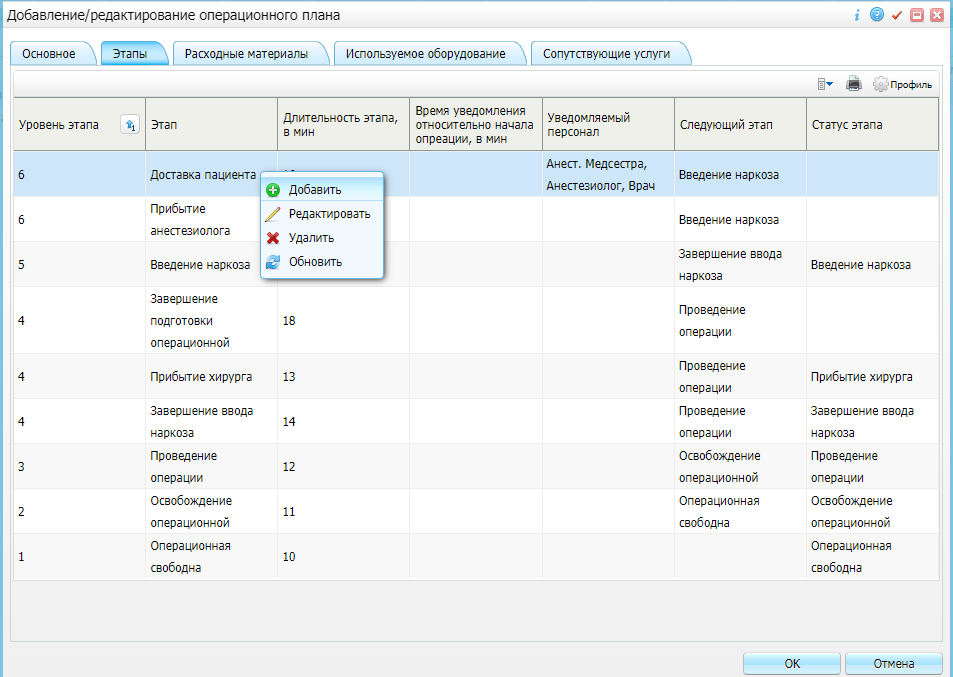 Добавление/редактирование операционного плана
Основное
Этапы
Расходные материалы
Используемое оборудование
Сопутствующие услуги
Профиль
Уровень этапа
1
Этап
Длительность этапа,
в мин
Время уведомления
относительно начала
опреации, в мин
Уведомляемый
персонал
Следующий этап
Статус этапа
6
Доставка пациента
Анест. Медсестра,
Анестезиолог, Врач
Введение наркоза
Добавить
Редактировать
Удалить
Обновить
6
Прибытие
анестезиолога
Введение наркоза
5
Введение наркоза
Завершение ввода
наркоза
Введение наркоза
4
Завершение
подготовки
операционной
18
Проведение
операции
4
Прибытие хирурга
13
Проведение
операции
Прибытие хирурга
4
Завершение ввода
наркоза
14
Проведение
операции
Завершение ввода
наркоза
3
Проведение
операции
12
Освобождение
операционной
Проведение
операции
2
Освобождение
операционной
11
Операционная
свободна
Освобождение
операционной
1
Операционная
свободна
10
Операционная
свободна
OK
Отмена